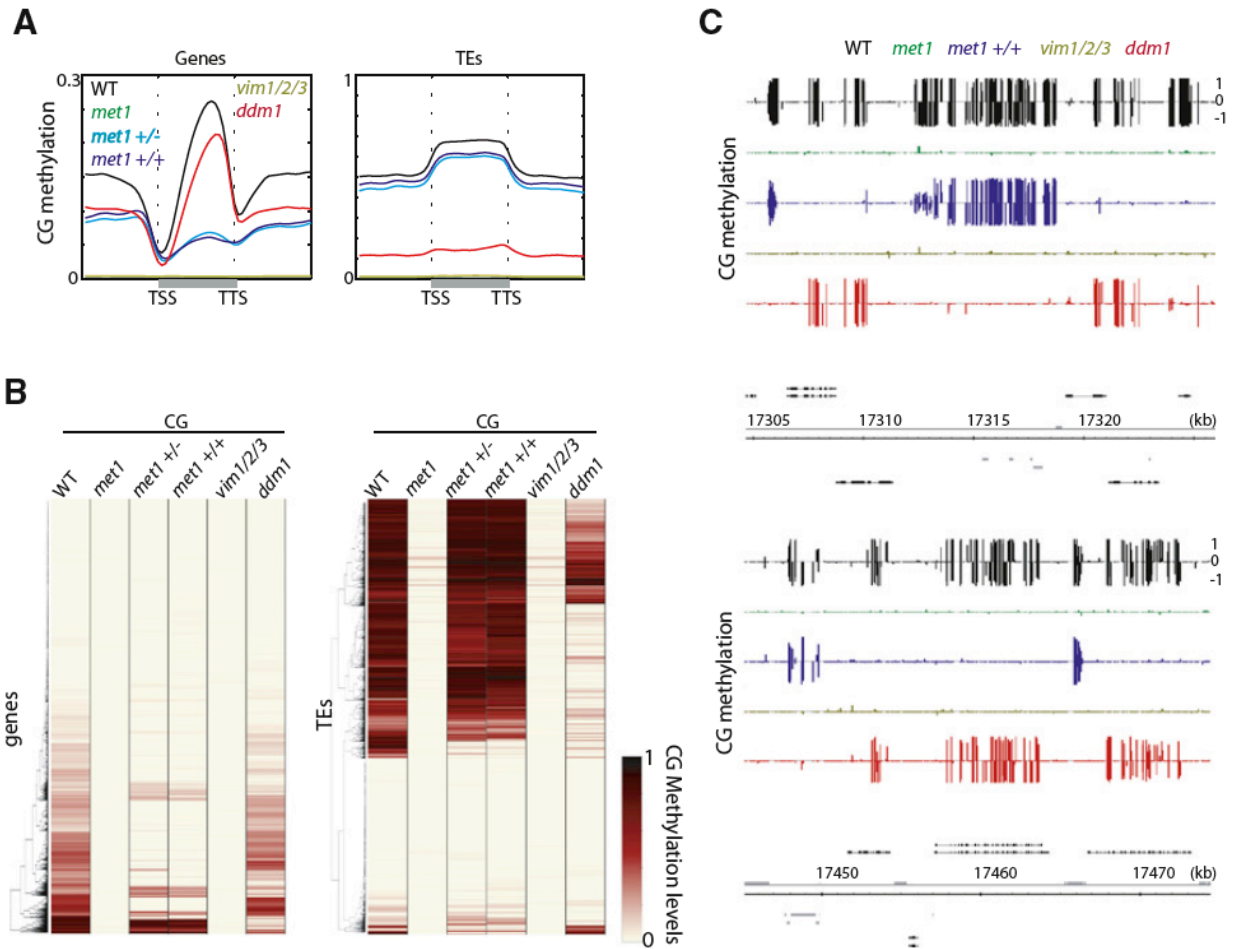 A
Genes
TEs
CG methylation
0.3
0
WT
met1
met1 +/-
met1 +/+
vim1/2/3
ddm1
TSS
TTS
1
0
TSS
TTS
B
CG
WT
met1
met1 +/-
met1 +/+
vim1/2/3
ddm1
genes
CG
WT
met1
met1 +/-
met1 +/+
vim1/2/3
ddm1
TEs
1
0
CG Methylation levels
C
WT met1 met1 +/+ vim1/2/3 ddm1
CG methylation
1
0
-1
17305 17310 17315 17320 (kb)
CG methylation
1
0
-1
17450 17460 17470 (kb)